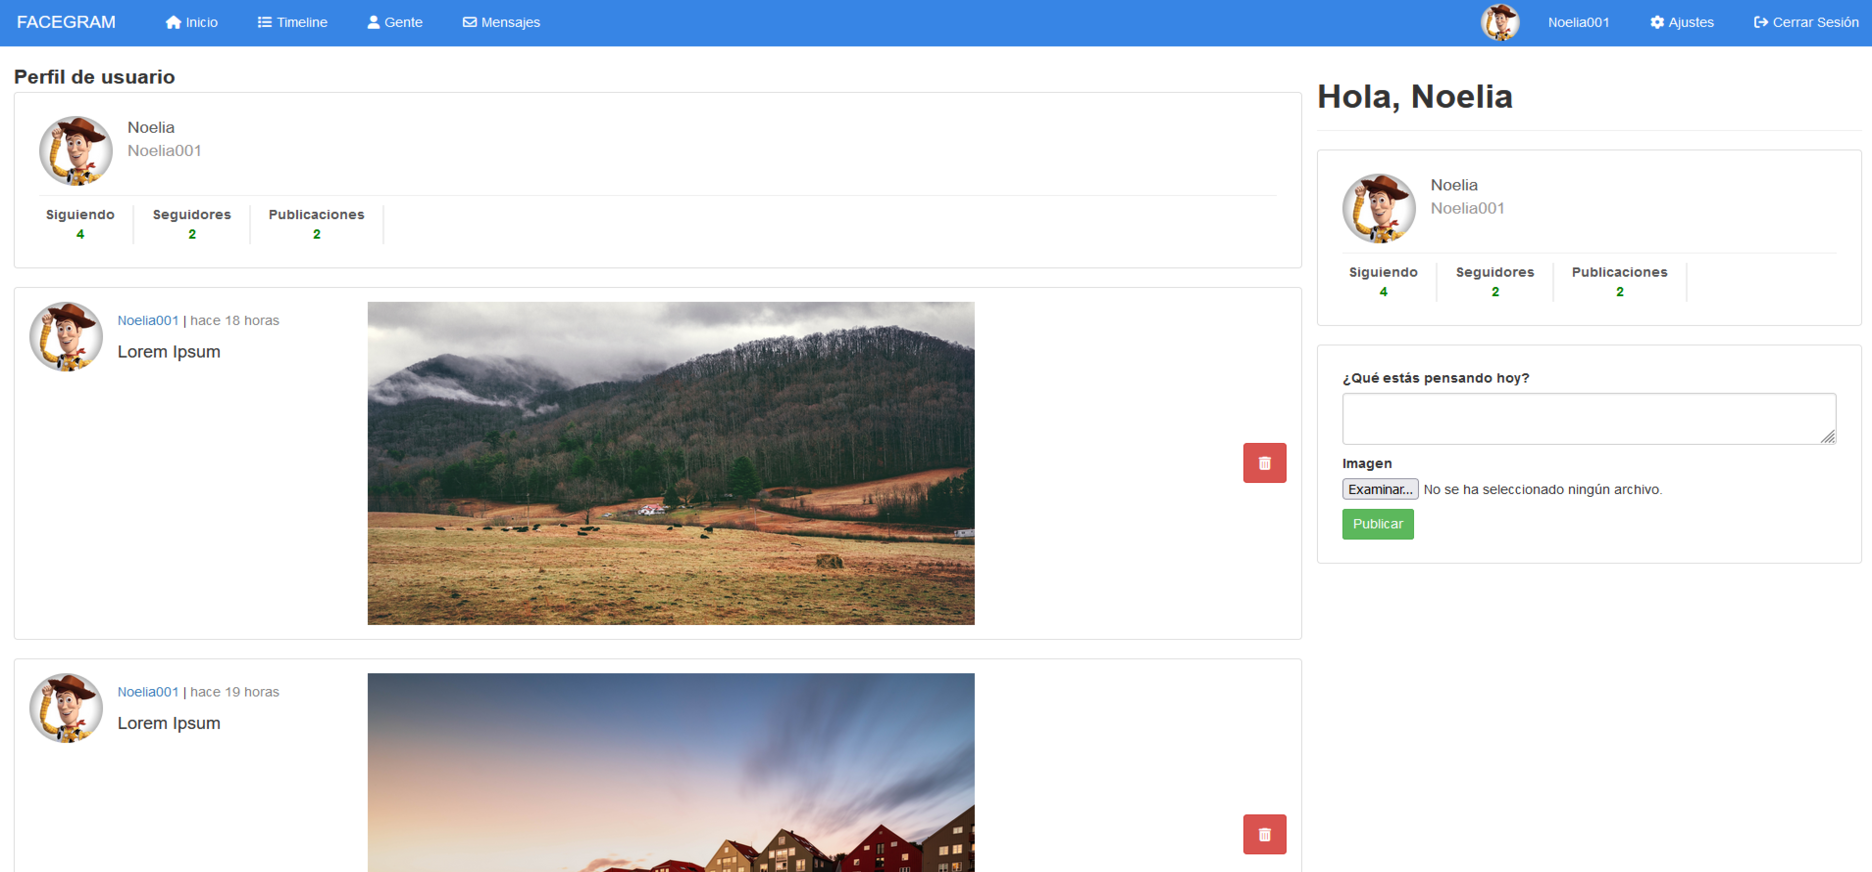 FACEGRAM Inicio Timeline Gente Mensajes Noelia001 Ajustes Cerrar Sesión
Perfil de usuario
Noelia
Noelia001
Siguiendo Seguidores Publicaciones
4 2 2
Noelia001 | hace 18 horas
Lorem Ipsum
Noelia001 | hace 19 horas
Lorem Ipsum
Hola, Noelia
Noelia
Noelia001
Siguiendo Seguidores Publicaciones
4 2 2
¿Qué estás pensando hoy?
Imagen
Examinar... No se ha seleccionado ningún archivo.
Publicar